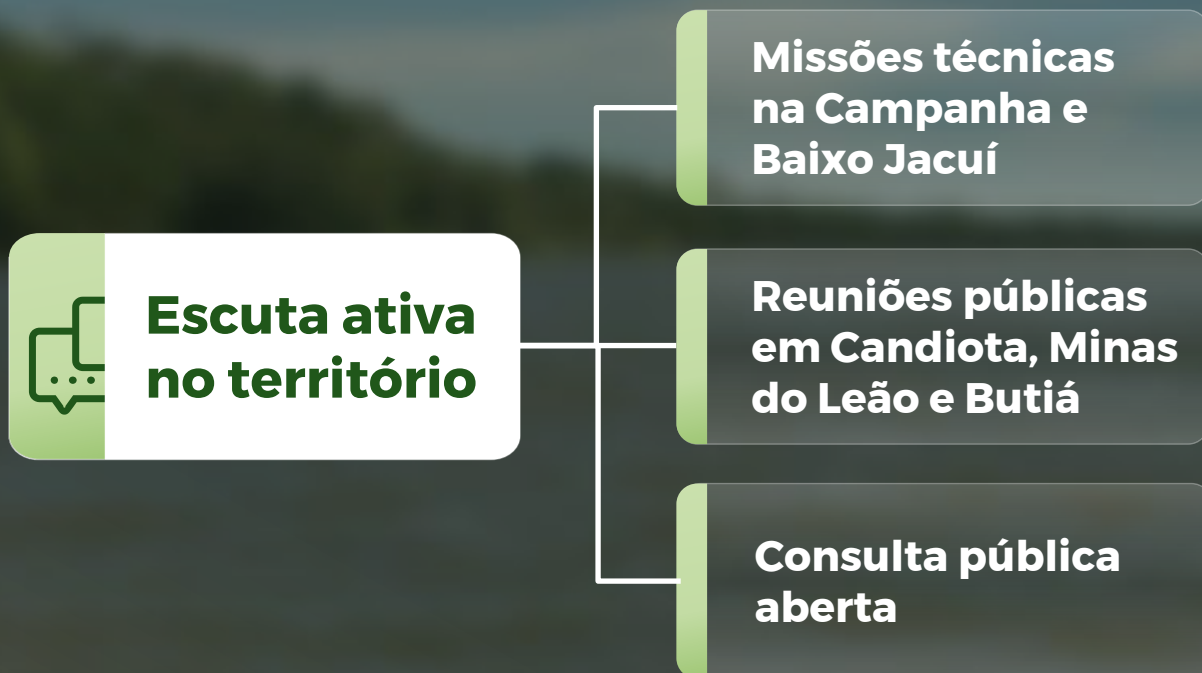 Escuta ativa
no território
Missões técnicas
na Campanha e
Baixo Jacuí
Reuniões públicas
em Candiota, Minas
do Leão e Butiá
Consulta pública
aberta